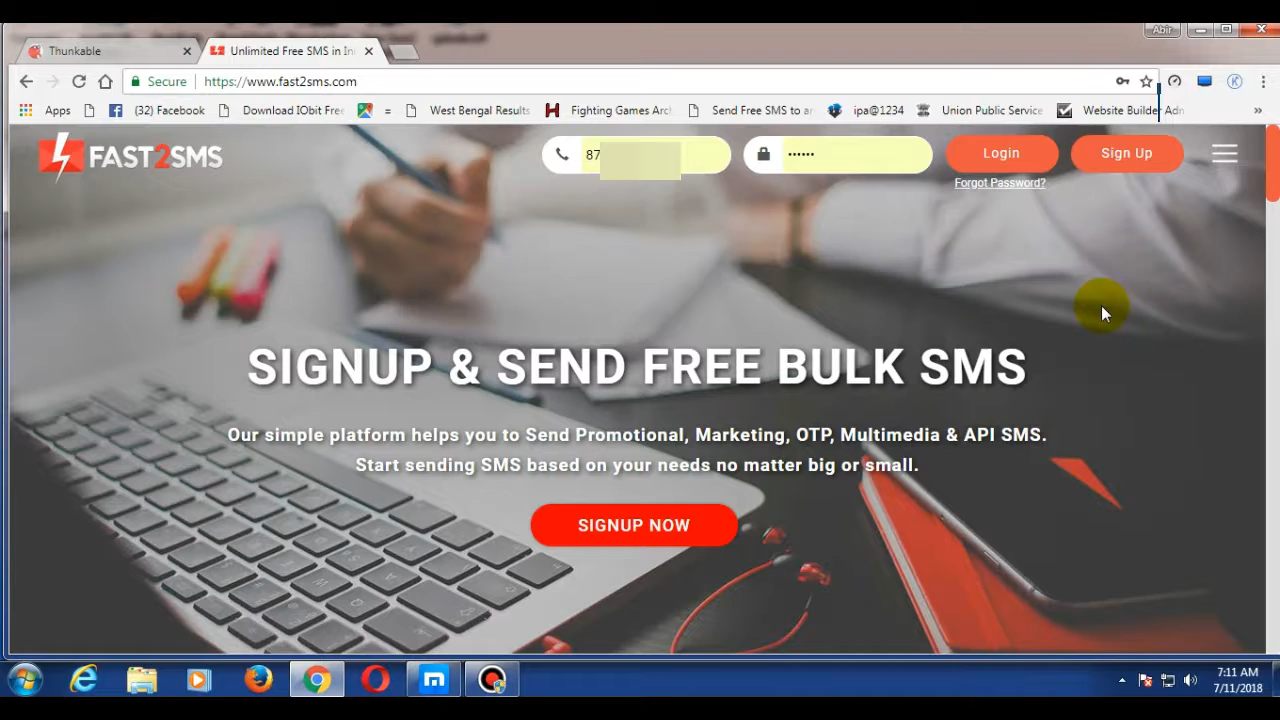 Abir
Thunkable
Unlimited Free SMS in In
Secure https://www.fast2sms.com
Apps (32) Facebook Download IObit Free = West Bengal Results Fighting Games Arc Send Free SMS to an ipa@1234 Union Public Service Website Builder Adn »
FAST2SMS 87 •••••• Login Sign Up
Forgot Password?
SIGNUP & SEND FREE BULK SMS
Our simple platform helps you to Send Promotional, Marketing, OTP, Multimedia & API SMS.
Start sending SMS based on your needs no matter big or small.
SIGNUP NOW
7:11 AM
7/11/2018